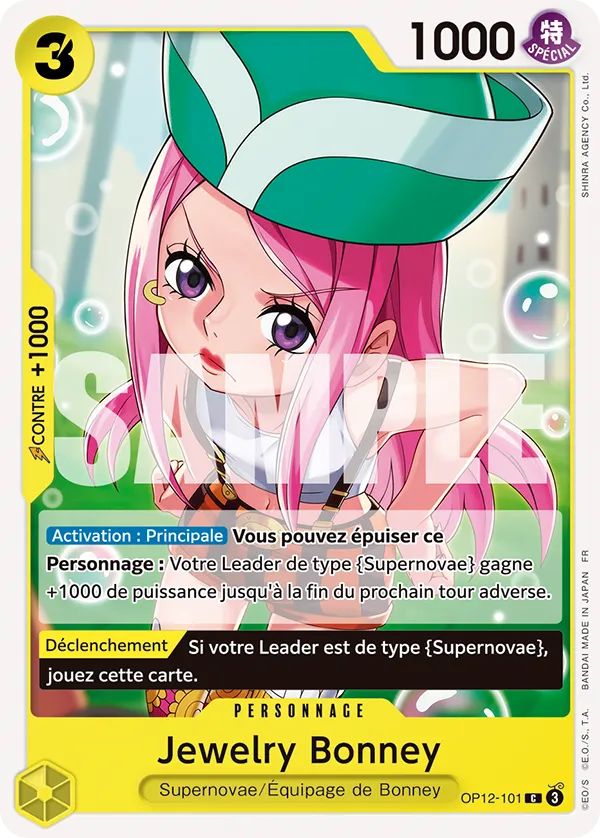 3
1000
特
SPÉCIAL
SHINRA AGENCY Co., Ltd.
CONTRE +1000
SAMPLE
Activation : Principale Vous pouvez épuiser ce
Personnage : Votre Leader de type {Supernovae} gagne
+1000 de puissance jusqu'à la fin du prochain tour adverse.
Déclenchement Si votre Leader est de type {Supernovae},
jouez cette carte.
PERSONNAGE
Jewelry Bonney
Supernovae/Équipage de Bonney
OP12-101 C 3
©E.O/S ©E.O./S., T.A. BANDAI MADE IN JAPAN FR